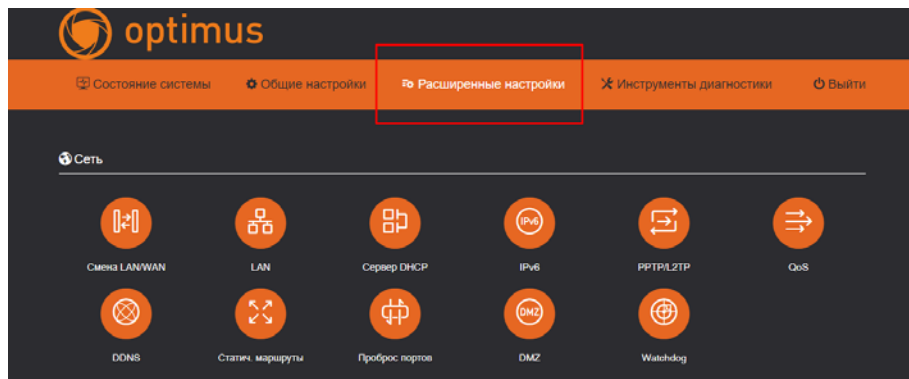 optimus
Состояние системы Общие настройки Расширенные настройки Инструменты диагностики Выйти
Сеть
IPv6
Смена LAN/WAN LAN Сервер DHCP IPv6 PPTP/L2TP QoS
DMZ
DDNS Статич. маршруты Проброс портов DMZ Watchdog